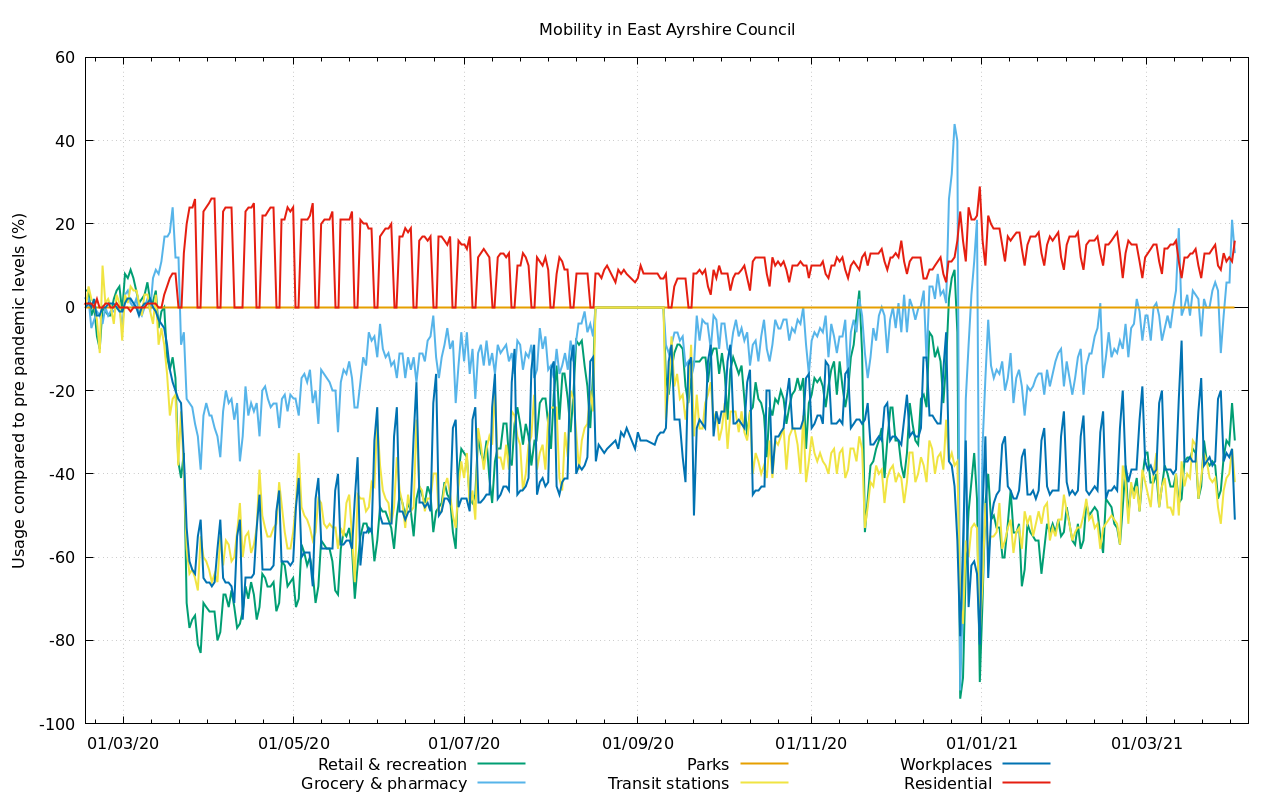 Mobility in East Ayrshire Council
Usage compared to pre pandemic levels (%)
60
40
20
0
-20
-40
-60
-80
-100
01/03/20 01/05/20 01/07/20 01/09/20 01/11/20 01/01/21 01/03/21
Retail & recreation Parks Workplaces
Grocery & pharmacy Transit stations Residential